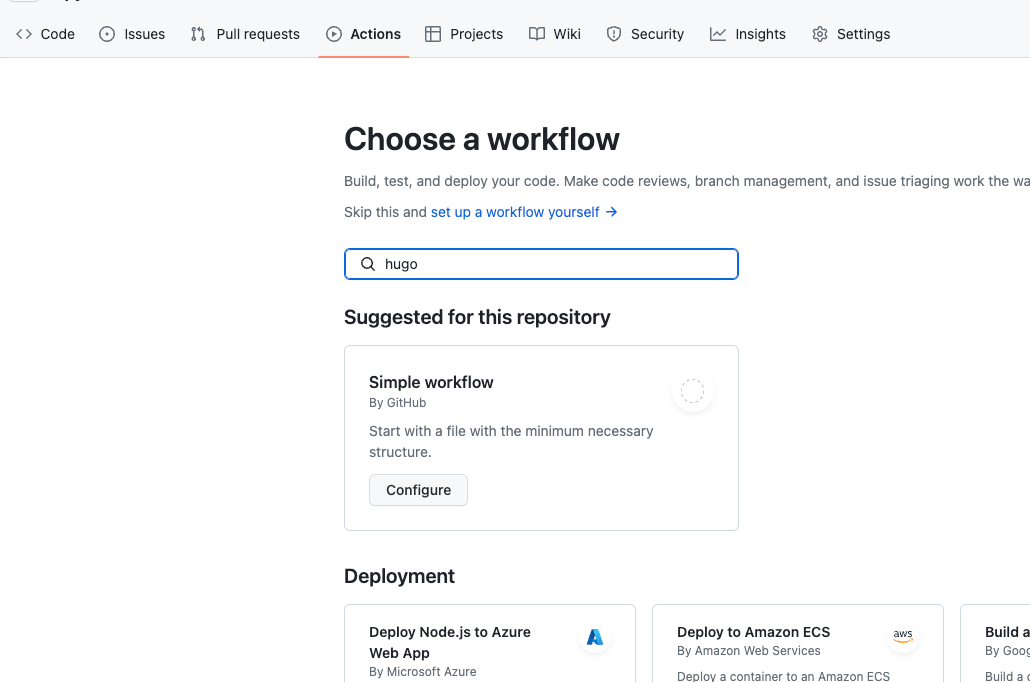 Code Issues Pull requests Actions Projects Wiki Security Insights Settings
Choose a workflow
Build, test, and deploy your code. Make code reviews, branch management, and issue triaging work the
Skip this and set up a workflow yourself →
hugo
Suggested for this repository
Simple workflow
By GitHub
Start with a file with the minimum necessary
structure.
Configure
Deployment
Deploy Node.js to Azure
Web App
By Microsoft Azure
Deploy to Amazon ECS
aws
By Amazon Web Services
Deploy a container to an Amazon ECS
Build a
By
Build a